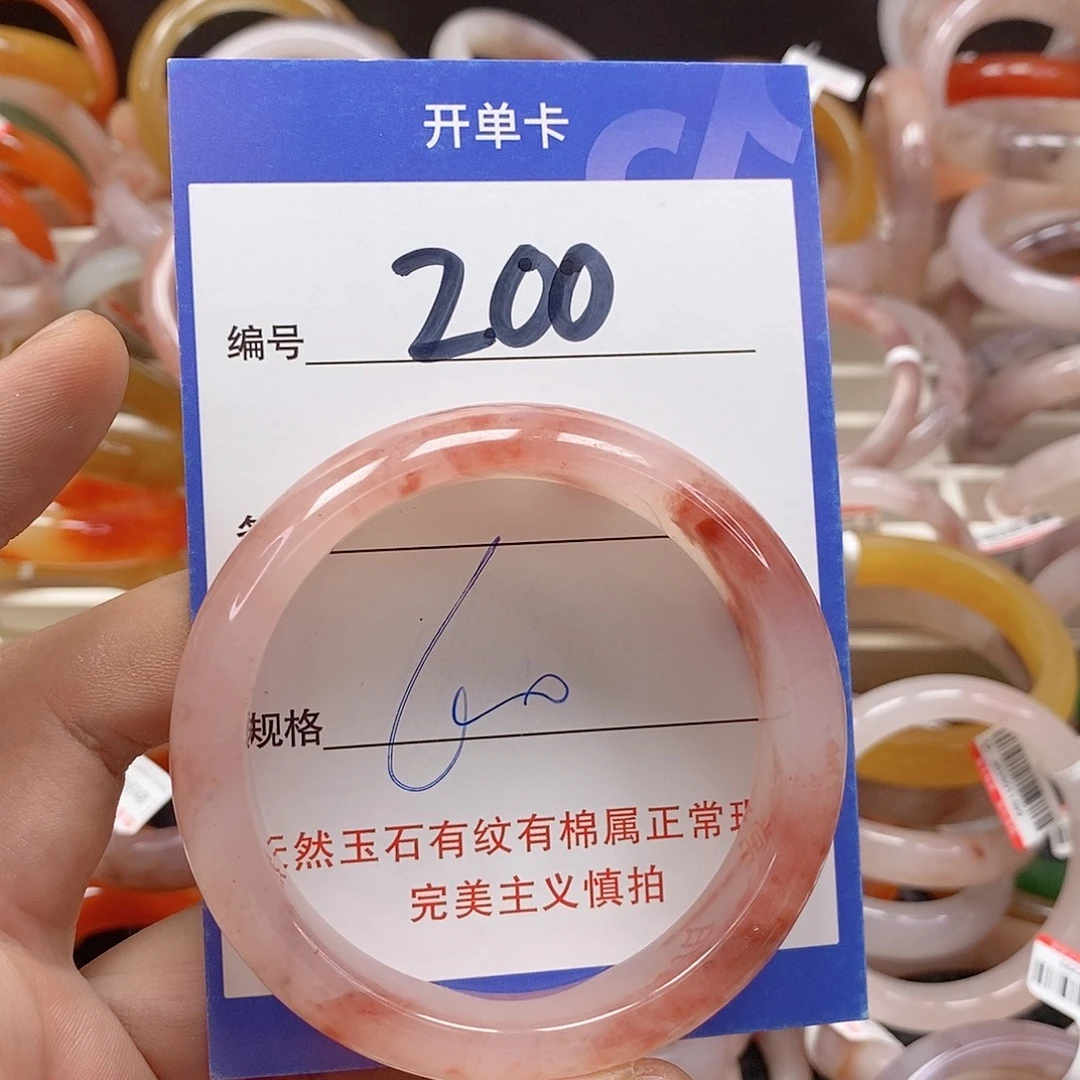 开单卡
编号 200
规格 60
天然玉石有纹有棉属正常现
完美主义慎拍